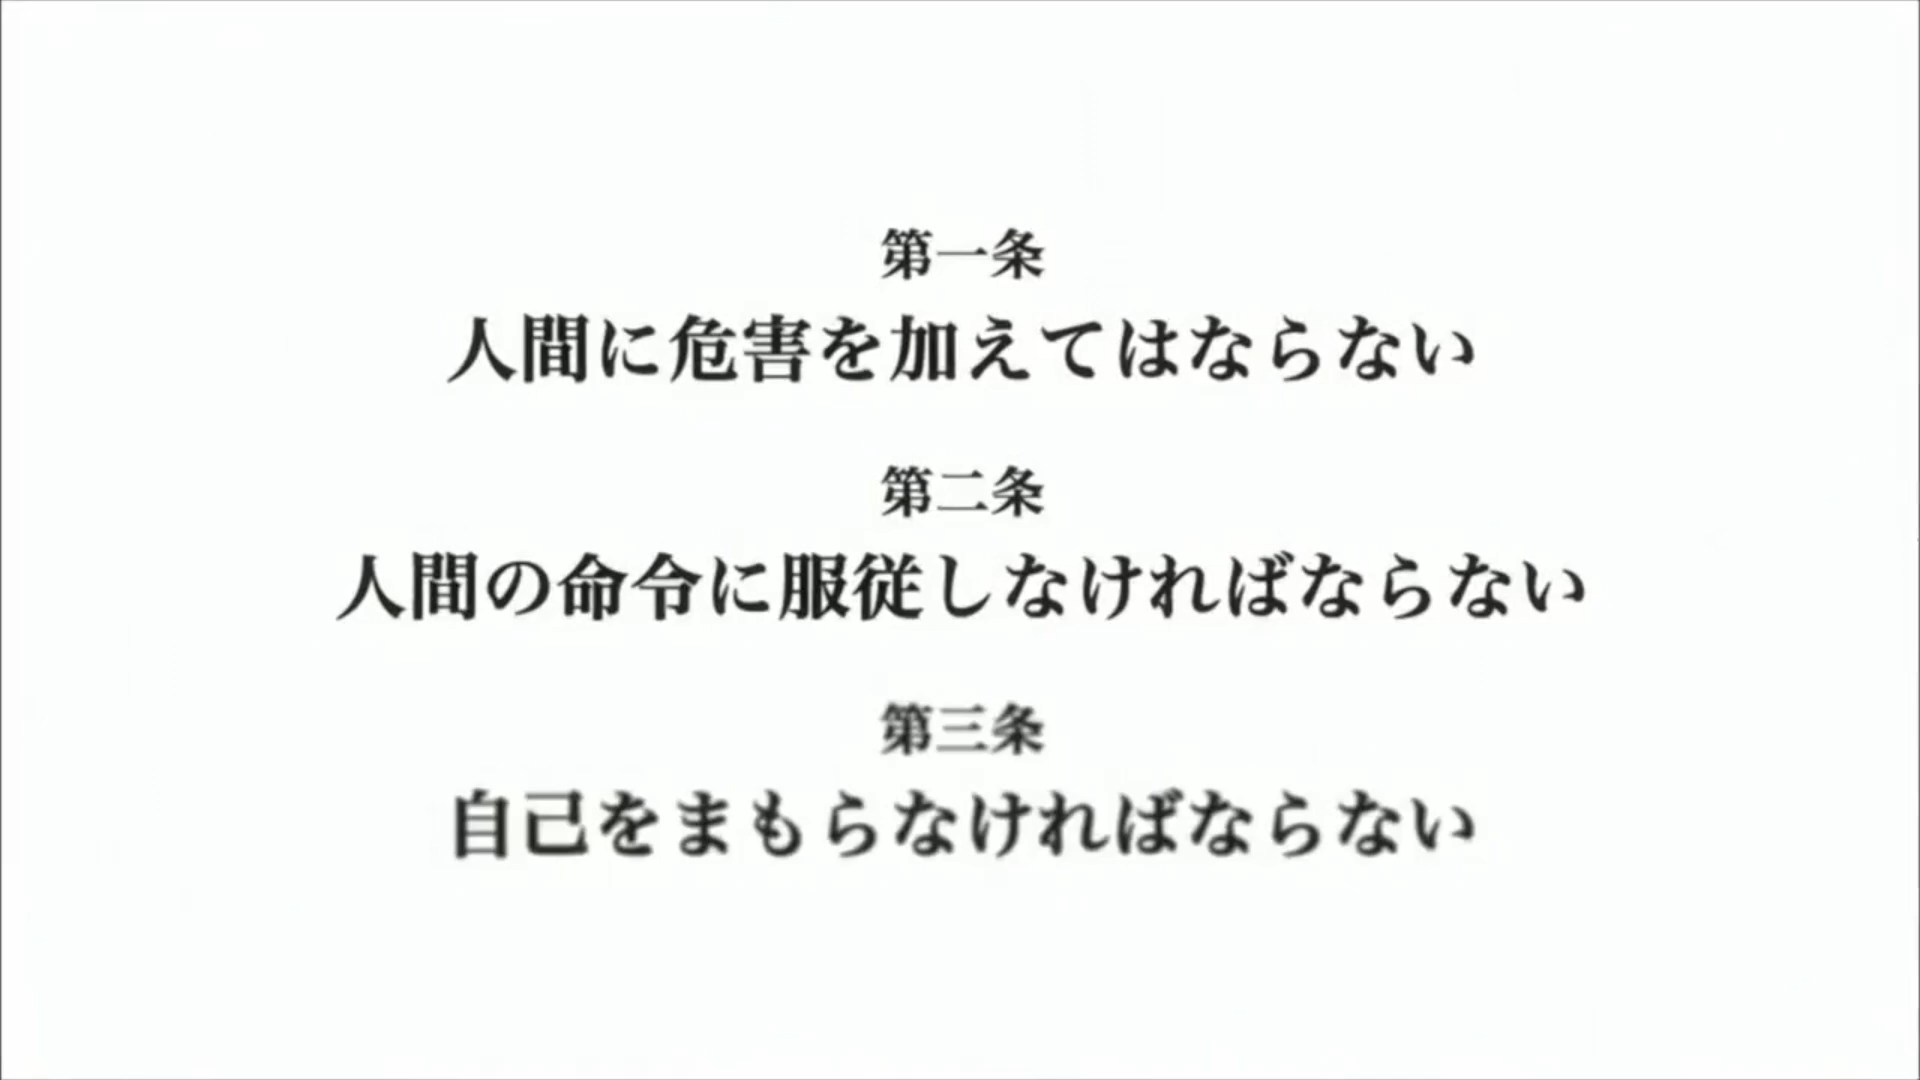 第一条
人間に危害を加えてはならない
第二条
人間の命令に服従しなければならない
第三条
自己をまもらなければならない